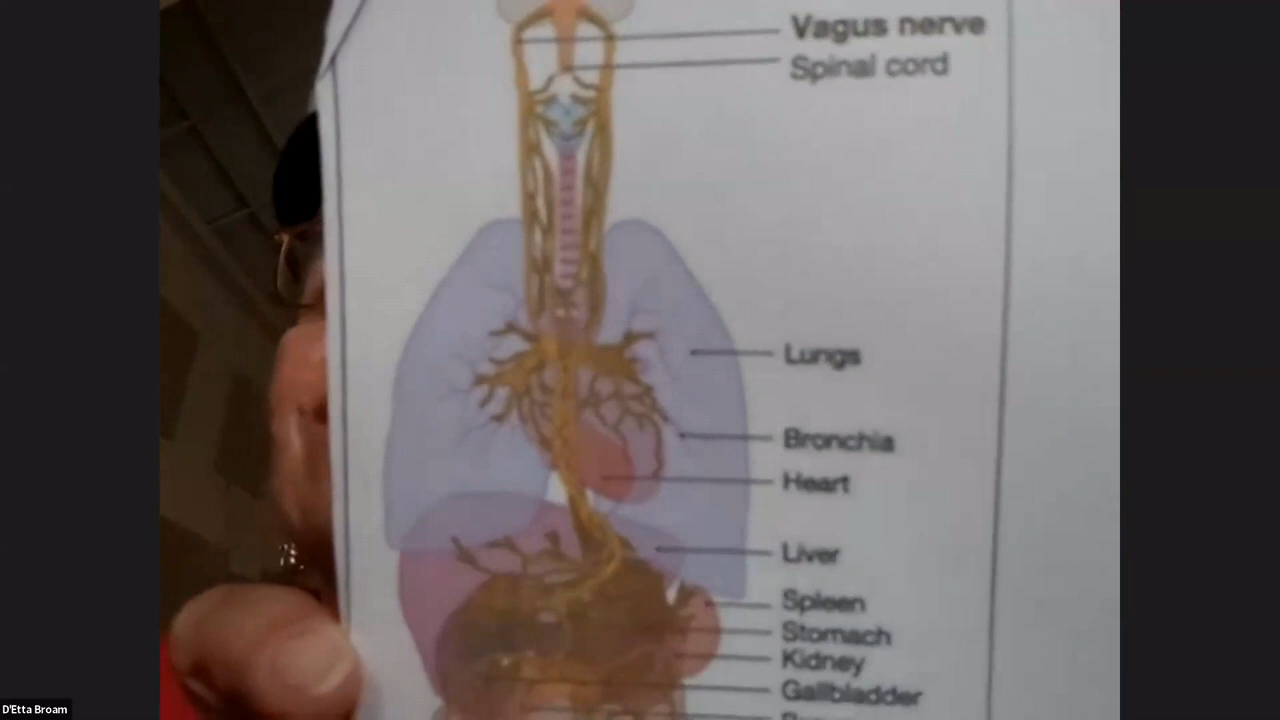 Vagus nerve
Spinal cord
Lungs
Bronchia
Heart
Liver
Spleen
Stomach
Kidney
Gallbladder
D'Etta Broam